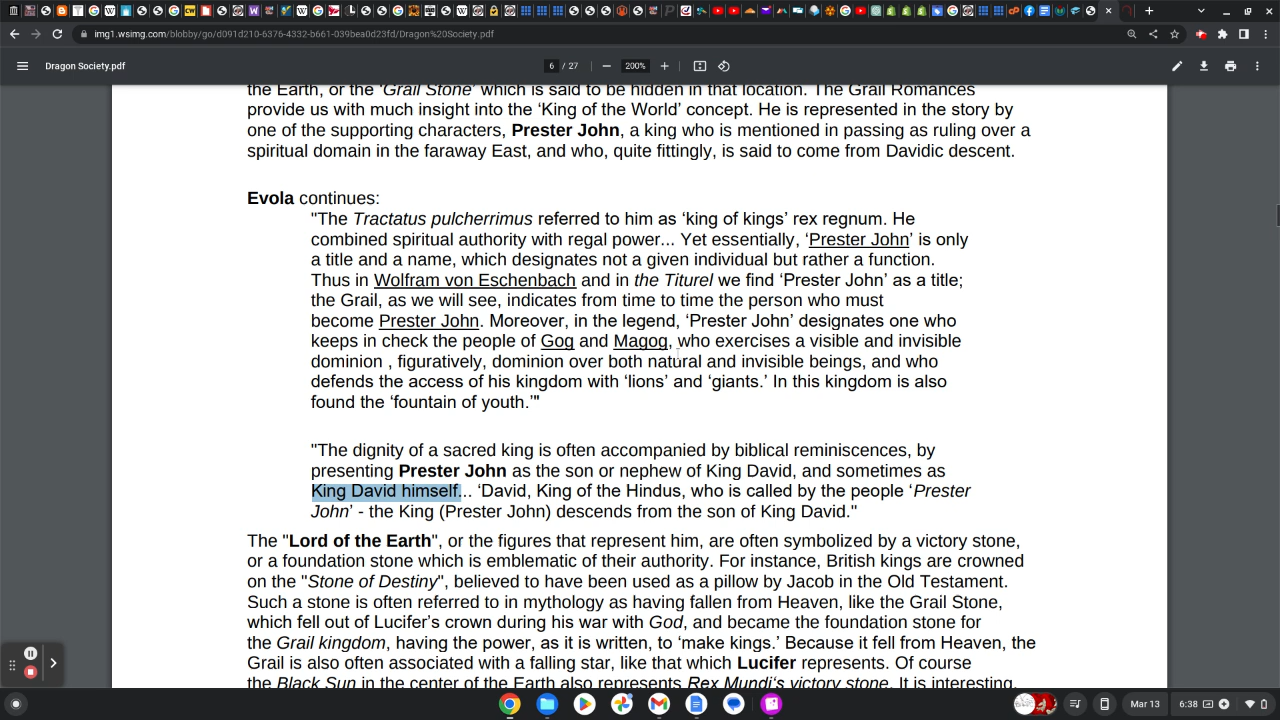 img1.wsimg.com/blobby/go/d091d210-6376-4332-b661-039bea0d23fd/Dragon%20Society.pdf
Dragon Society.pdf
6 / 27
200%
the Earth, or the 'Grail Stone' which is said to be hidden in that location. The Grail Romances
provide us with much insight into the 'King of the World' concept. He is represented in the story by
one of the supporting characters, Prester John, a king who is mentioned in passing as ruling over a
spiritual domain in the faraway East, and who, quite fittingly, is said to come from Davidic descent.
Evola continues:
"The Tractatus pulcherrimus referred to him as 'king of kings' rex regnum. He
combined spiritual authority with regal power... Yet essentially, 'Prester John' is only
a title and a name, which designates not a given individual but rather a function.
Thus in Wolfram von Eschenbach and in the Titurel we find 'Prester John' as a title;
the Grail, as we will see, indicates from time to time the person who must
become Prester John. Moreover, in the legend, 'Prester John' designates one who
keeps in check the people of Gog and Magog, who exercises a visible and invisible
dominion , figuratively, dominion over both natural and invisible beings, and who
defends the access of his kingdom with 'lions' and 'giants.' In this kingdom is also
found the 'fountain of youth.'"
"The dignity of a sacred king is often accompanied by biblical reminiscences, by
presenting Prester John as the son or nephew of King David, and sometimes as
King David himself... 'David, King of the Hindus, who is called by the people 'Prester
John' - the King (Prester John) descends from the son of King David."
The "Lord of the Earth", or the figures that represent him, are often symbolized by a victory stone,
or a foundation stone which is emblematic of their authority. For instance, British kings are crowned
on the "Stone of Destiny", believed to have been used as a pillow by Jacob in the Old Testament.
Such a stone is often referred to in mythology as having fallen from Heaven, like the Grail Stone,
which fell out of Lucifer's crown during his war with God, and became the foundation stone for
the Grail kingdom, having the power, as it is written, to 'make kings.' Because it fell from Heaven, the
Grail is also often associated with a falling star, like that which Lucifer represents. Of course
the Black Sun in the center of the Earth also represents Rex Mundi's victory stone. It is interesting,
Mar 13
6:38